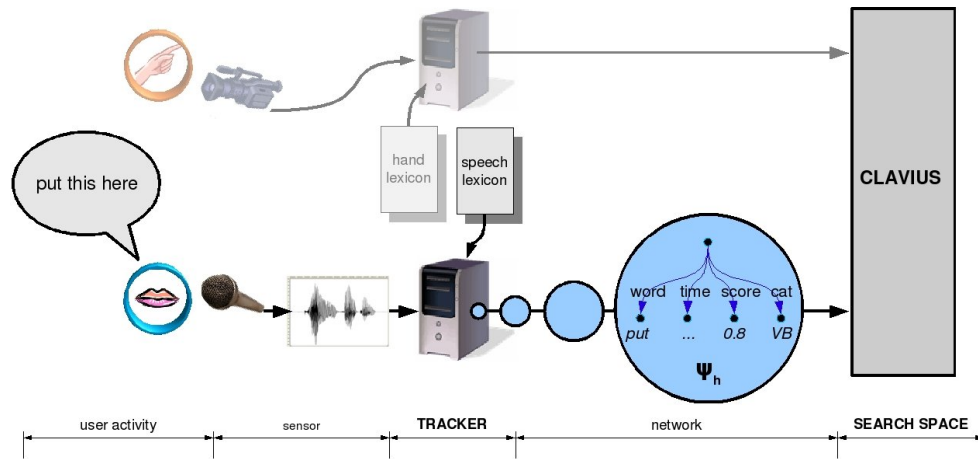 hand
lexicon
speech
lexicon
CLAVIUS
put this here
word time score cat
put ... 0.8 VB
Ψh
user activity sensor TRACKER network SEARCH SPACE